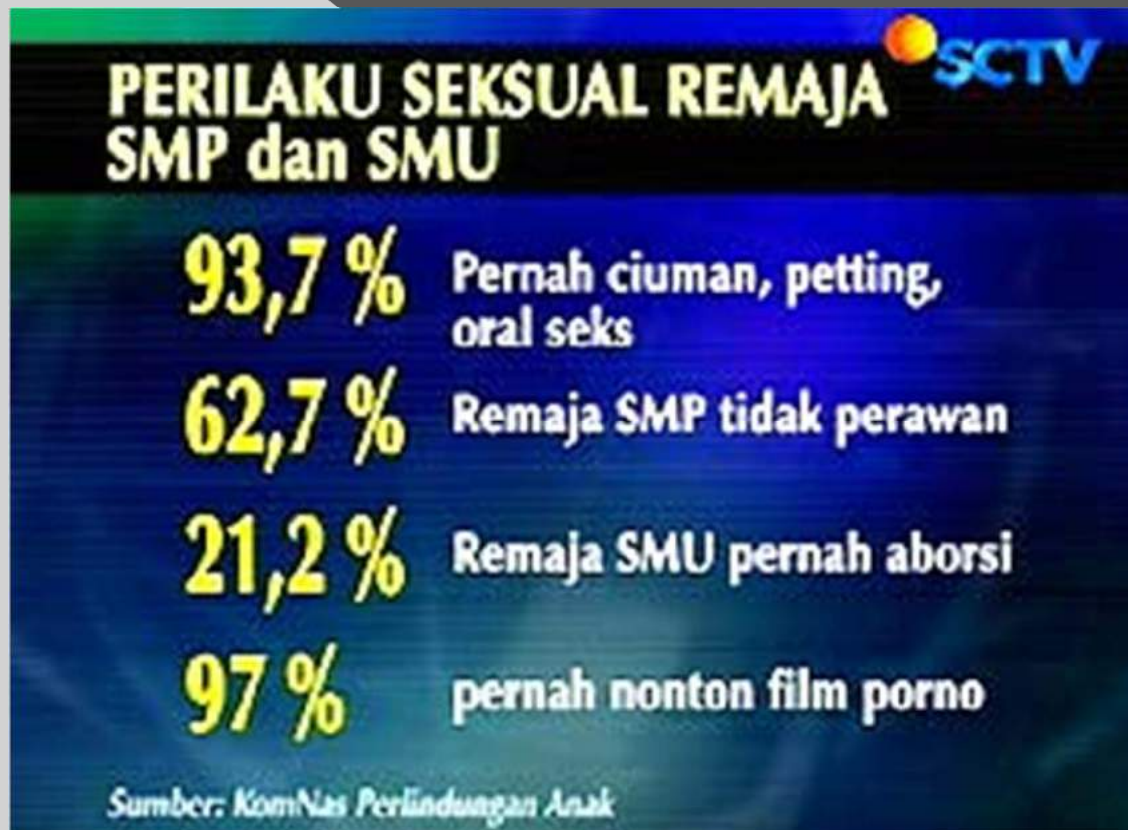 SCTV
PERILAKU SEKSUAL REMAJA
SMP dan SMU
93,7 % Pernah ciuman, petting,
oral seks
62,7 % Remaja SMP tidak perawan
21,2 % Remaja SMU pernah aborsi
97 % pernah nonton film porno
Sumber: KomNas Perlindungan Anak